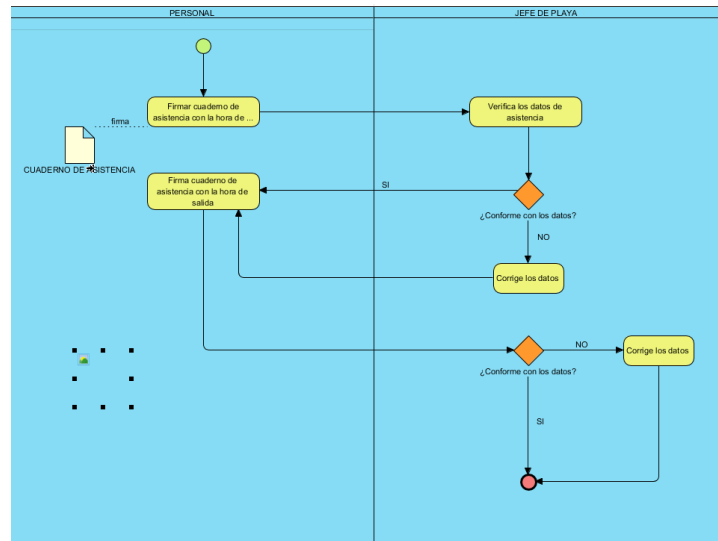 PERSONAL
JEFE DE PLAYA
Firmar cuaderno de
asistencia con la hora de ...
Verifica los datos de
asistencia
firma
CUADERNO DE ASISTENCIA
Firma cuaderno de
asistencia con la hora de
salida
SI
¿Conforme con los datos?
NO
Corrige los datos
NO
Corrige los datos
¿Conforme con los datos?
SI